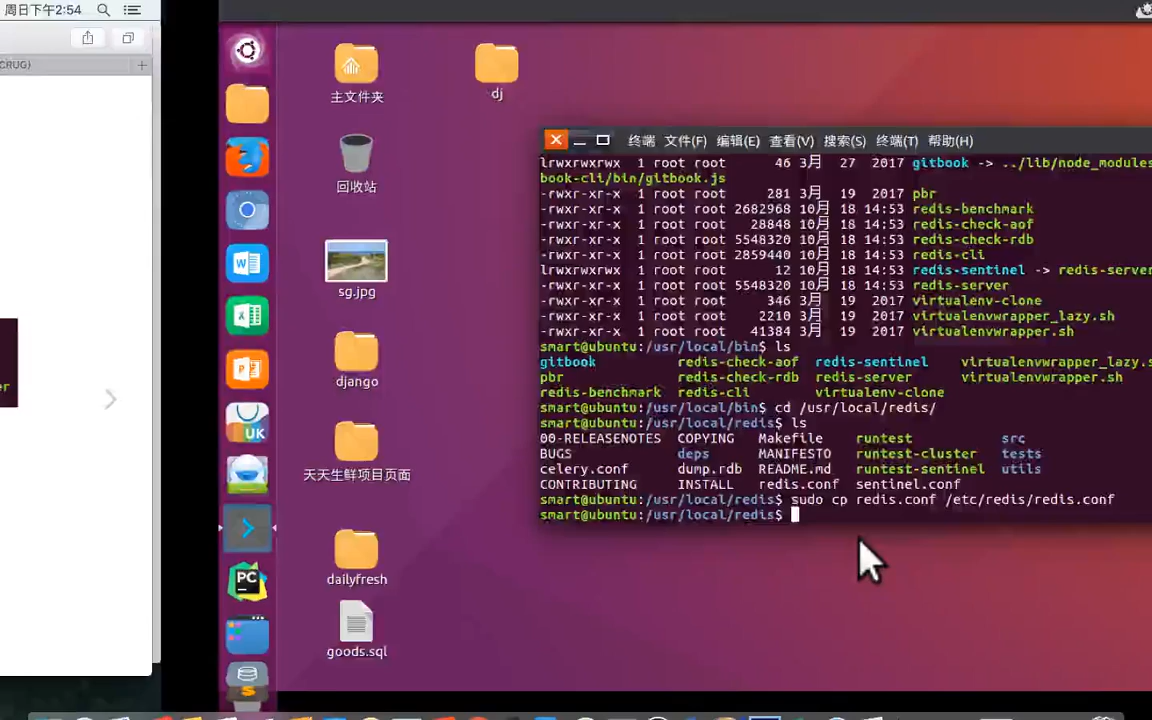 周日下午2:54
CRUG)
er
主文件夹
dj
回收站
sg.jpg
django
天天生鲜项目页面
dailyfresh
goods.sql
W
X
P
UK
PC
终端 文件(F) 编辑(E) 查看(V) 搜索(S) 终端(T) 帮助(H)
lrwxrwxrwx 1 root root 46 3月 27 2017 gitbook -> ../lib/node_modules
book-cli/bin/gitbook.js
-rwxr-xr-x 1 root root 281 3月 19 2017 pbr
-rwxr-xr-x 1 root root 2682968 10月 18 14:53 redis-benchmark
-rwxr-xr-x 1 root root 28848 10月 18 14:53 redis-check-aof
-rwxr-xr-x 1 root root 5548320 10月 18 14:53 redis-check-rdb
-rwxr-xr-x 1 root root 2859440 10月 18 14:53 redis-cli
lrwxrwxrwx 1 root root 12 10月 18 14:53 redis-sentinel -> redis-server
-rwxr-xr-x 1 root root 5548320 10月 18 14:53 redis-server
-rwxr-xr-x 1 root root 346 3月 19 2017 virtualenv-clone
-rwxr-xr-x 1 root root 2210 3月 19 2017 virtualenvwrapper_lazy.sh
-rwxr-xr-x 1 root root 41384 3月 19 2017 virtualenvwrapper.sh
smart@ubuntu:/usr/local/bin$ ls
gitbook redis-check-aof redis-sentinel virtualenvwrapper_lazy.s
pbr redis-check-rdb redis-server virtualenvwrapper.sh
redis-benchmark redis-cli virtualenv-clone
smart@ubuntu:/usr/local/bin$ cd /usr/local/redis/
smart@ubuntu:/usr/local/redis$ ls
00-RELEASENOTES COPYING Makefile runtest src
BUGS deps MANIFESTO runtest-cluster tests
celery.conf dump.rdb README.md runtest-sentinel utils
CONTRIBUTING INSTALL redis.conf sentinel.conf
smart@ubuntu:/usr/local/redis$ sudo cp redis.conf /etc/redis/redis.conf
smart@ubuntu:/usr/local/redis$